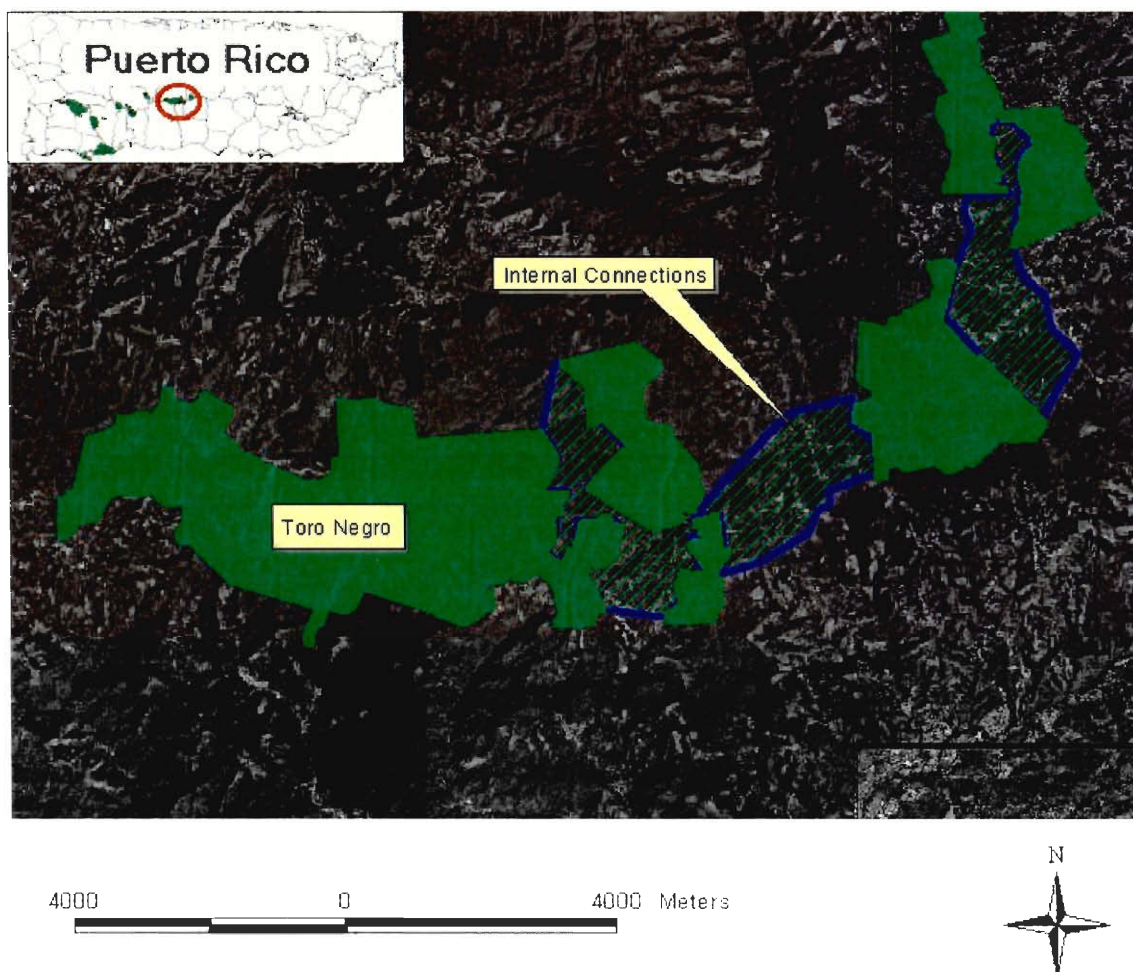 Puerto Rico
Internal Connections
Toro Negro
4000 0 4000 Meters
N